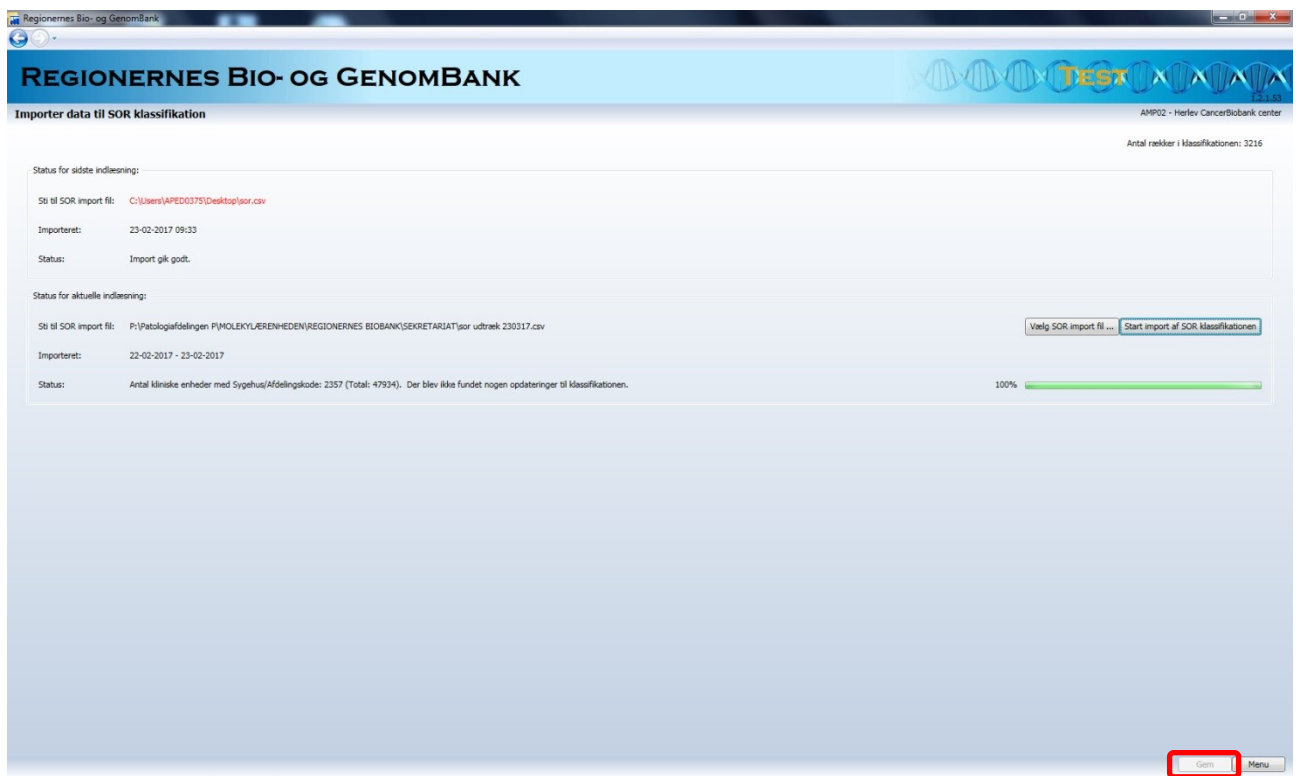 Regionernes Bio- og GenomBank
REGIONERNES BIO- OG GENOMBANK
TEST
1.2.1.53
Importer data til SOR klassifikation
AMP02 - Herlev CancerBiobank center
Antal rækker i klassifikationen: 3216
Status for sidste indlæsning:
Sti til SOR import fil: C:\Users\APED0375\Desktop\sor.csv
Importeret: 23-02-2017 09:33
Status: Import gik godt.
Status for aktuelle indlæsning:
Sti til SOR import fil: P:\Patologiafdelingen P\MOLEKYLÆRENHEDEN\REGIONERNES BIOBANK\SEKRETARIAT\sor udtræk 230317.csv Vælg SOR import fil ... Start import af SOR klassifikationen
Importeret: 22-02-2017 - 23-02-2017
Status: Antal kliniske enheder med Sygehus/Afdelingskode: 2357 (Total: 47934). Der blev ikke fundet nogen opdateringer til klassifikationen. 100%
Gem Menu